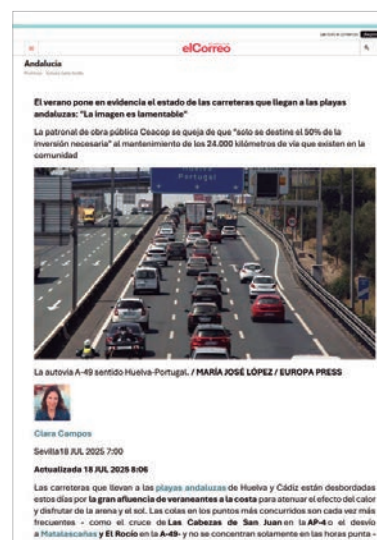 elCorreo
Andalucía
El verano pone en evidencia el estado de las carreteras que llegan a las playas
andaluzas: "La imagen es lamentable"
La patronal de obra pública Ceacop se queja de que "solo se destine el 50% de la
inversión necesaria" al mantenimiento de los 24.000 kilómetros de vía que existen en la
comunidad
Huelva
Portugal
La autovía A-49 sentido Huelva-Portugal. / MARÍA JOSÉ LÓPEZ / EUROPA PRESS
Clara Campos
Sevilla18 JUL 2025 7:00
Actualizada 18 JUL 2025 8:06
Las carreteras que llevan a las playas andaluzas de Huelva y Cádiz están desbordadas
estos días por la gran afluencia de veraneantes a la costa para atenuar el efecto del calor
y disfrutar de la arena y el sol. Las colas en los puntos más concurridos son cada vez más
frecuentes - como el cruce de Las Cabezas de San Juan en la AP-4 o el desvío
a Matalascañas y El Rocío en la A-49- y no se concentran solamente en las horas punta -